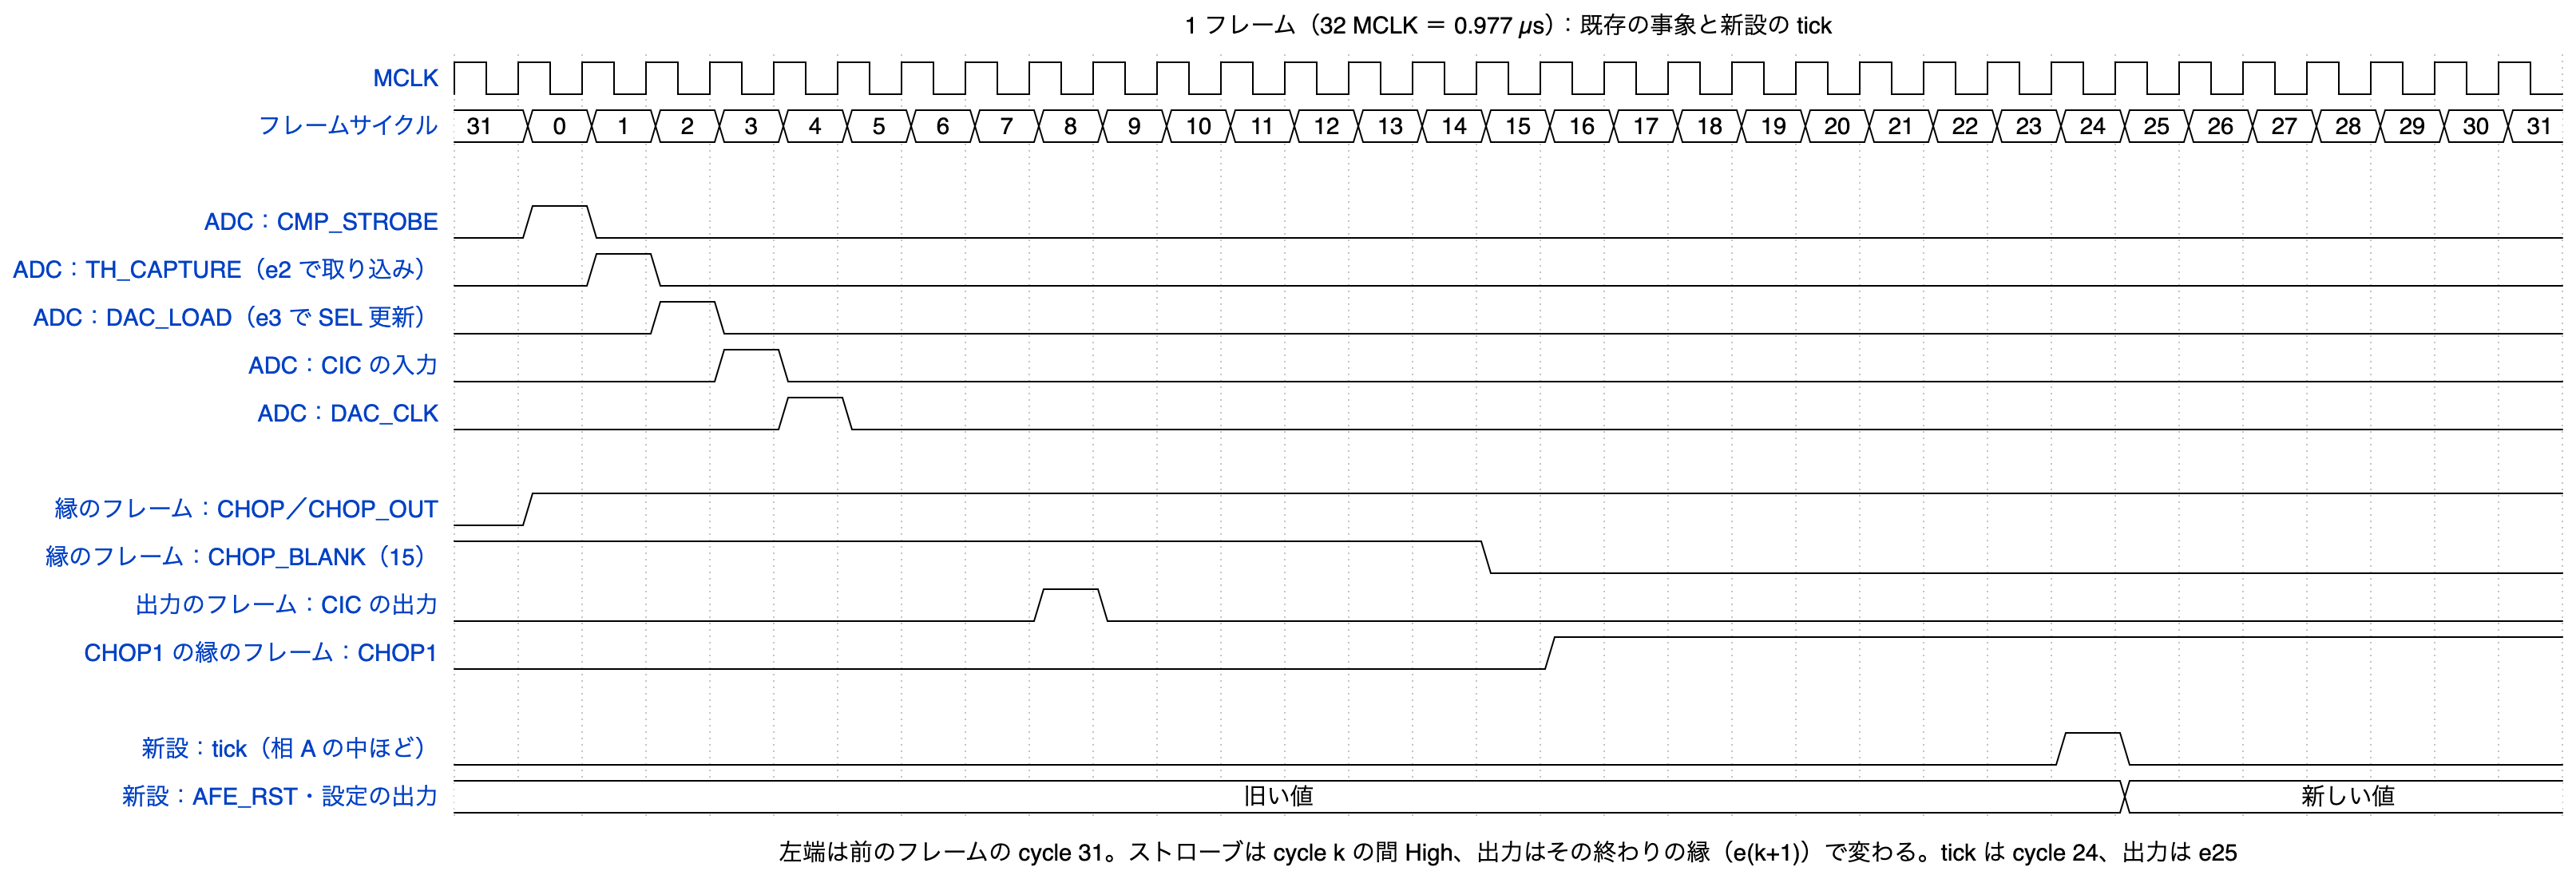 1 フレーム（32 MCLK ＝ 0.977 µs）：既存の事象と新設の tick
MCLK
フレームサイクル 31 0 1 2 3 4 5 6 7 8 9 10 11 12 13 14 15 16 17 18 19 20 21 22 23 24 25 26 27 28 29 30 31
ADC：CMP_STROBE
ADC：TH_CAPTURE（e2 で取り込み）
ADC：DAC_LOAD（e3 で SEL 更新）
ADC：CIC の入力
ADC：DAC_CLK
縁のフレーム：CHOP／CHOP_OUT
縁のフレーム：CHOP_BLANK（15）
出力のフレーム：CIC の出力
CHOP1 の縁のフレーム：CHOP1
新設：tick（相 A の中ほど）
新設：AFE_RST・設定の出力 旧い値 新しい値
左端は前のフレームの cycle 31。ストローブは cycle k の間 High、出力はその終わりの縁（e(k+1)）で変わる。tick は cycle 24、出力は e25